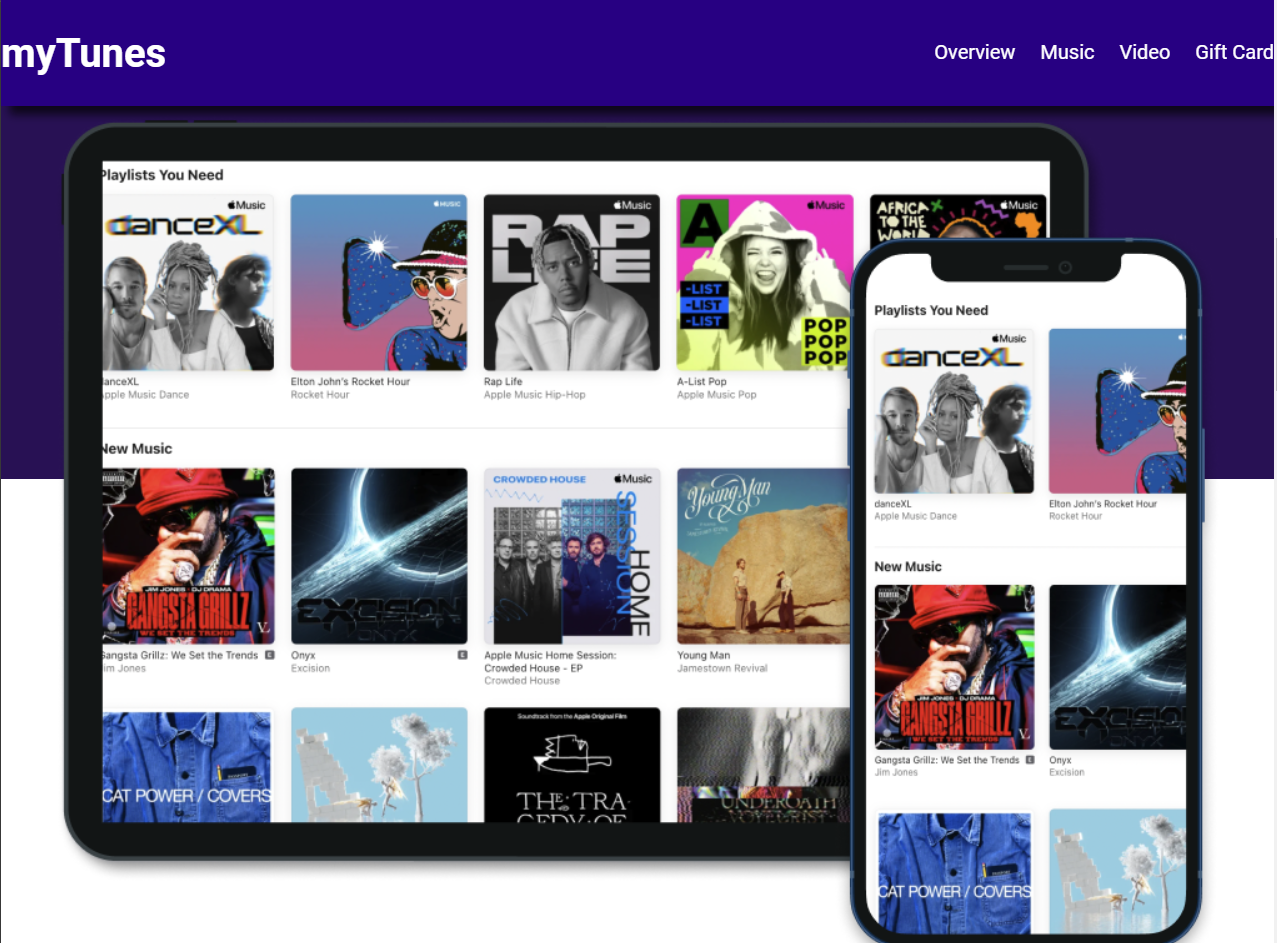 myTunes
Overview Music Video Gift Card
Playlists You Need
Music
danceXL
MUSIC
Music
RAP
LIFE
Music
A
-LIST
-LIST
-LIST
POP
POP
POP
Music
AFRICA
TO THE
WORLD
danceXL
Apple Music Dance
Elton John's Rocket Hour
Rocket Hour
Rap Life
Apple Music Hip-Hop
A-List Pop
Apple Music Pop
New Music
JIM JONES · DJ DRAMA
GANGSTA GRILLZ
WE SET THE TRENDS
EXCISION
ONYX
CROWDED HOUSE
Music
HOME
SESSION
Young Man
Gangsta Grillz: We Set the Trends E
Jim Jones
Onyx E
Excision
Apple Music Home Session:
Crowded House - EP
Crowded House
Young Man
Jamestown Revival
CAT POWER / COVERS
Soundtrack from the Apple Original Film
THE TRA
GEDY OF
UNDEROATH
VOYEURIST
Playlists You Need
Music
danceXL
danceXL
Apple Music Dance
Elton John's Rocket Hour
Rocket Hour
New Music
JIM JONES · DJ DRAMA
GANGSTA GRILLZ
WE SET THE TRENDS
EXCISION
ONYX
Gangsta Grillz: We Set the Trends E
Jim Jones
Onyx
Excision
CAT POWER / COVERS